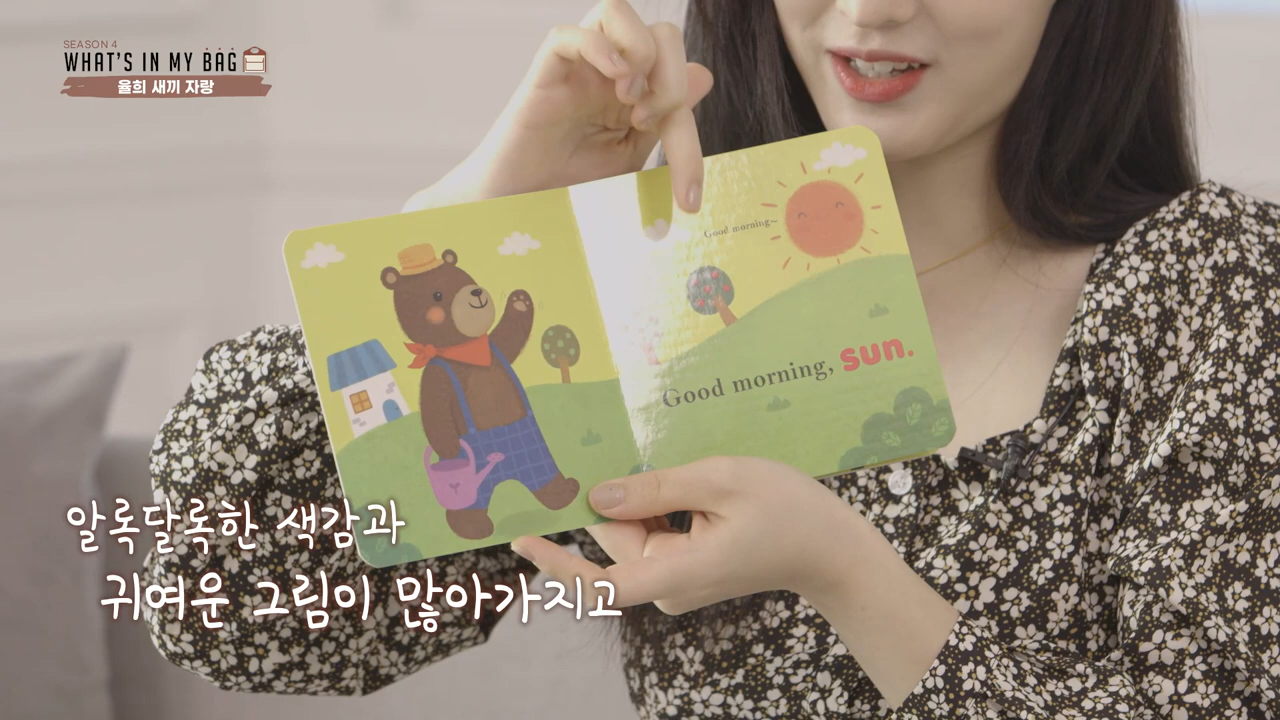 SEASON 4
WHAT'S IN MY BAG
율희 새끼 자랑
Good morning~
Good morning, sun.
알록달록한 색감과
귀여운 그림이 많아가지고